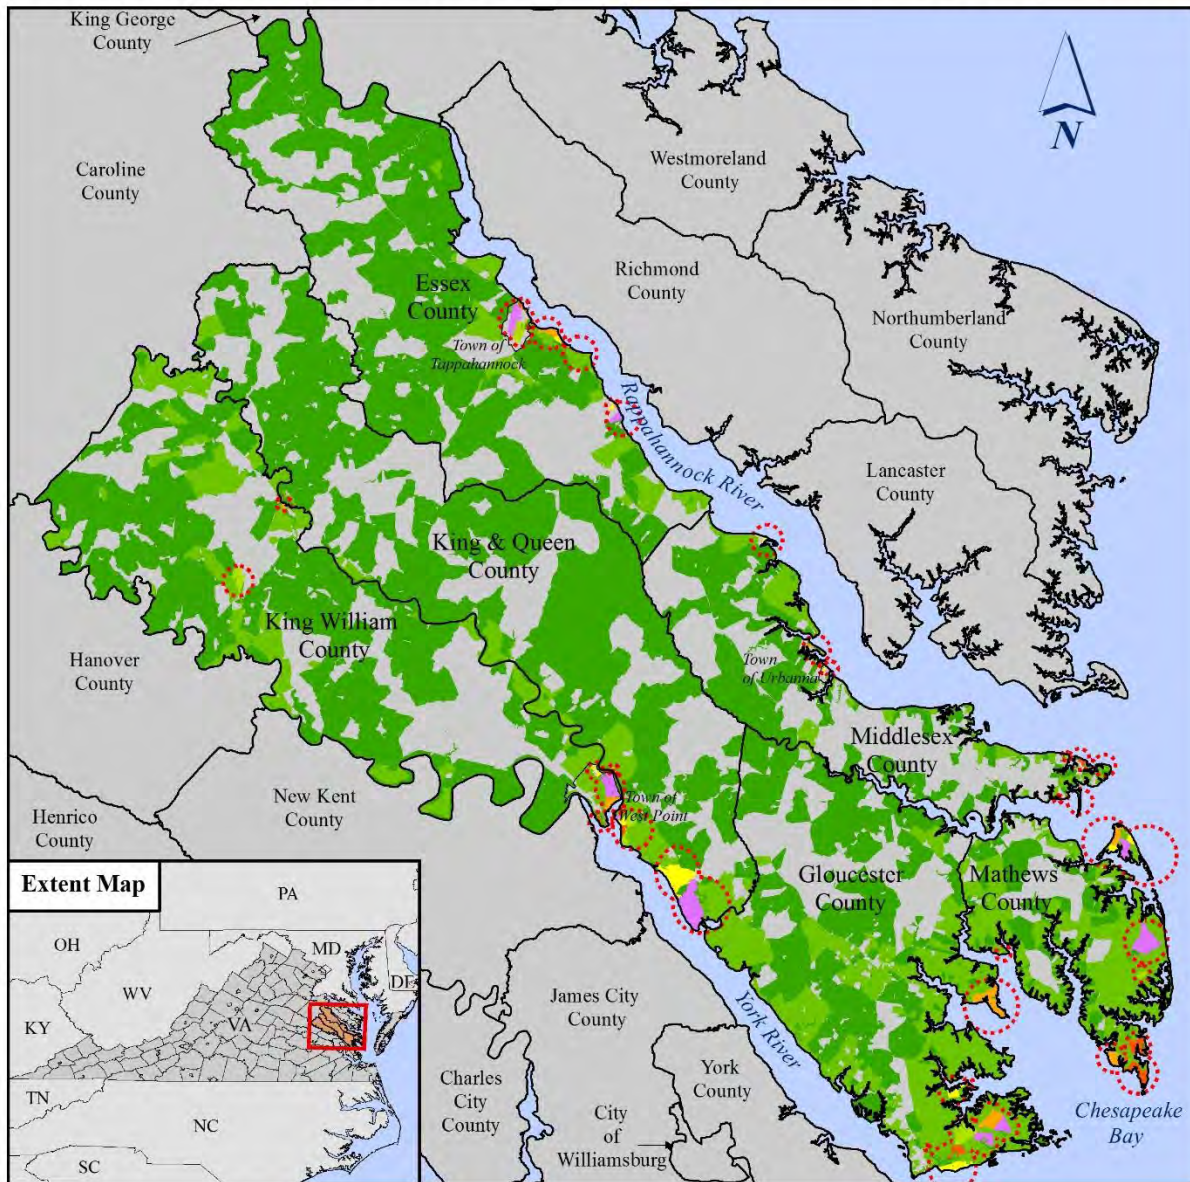 King George
County
N
Caroline
County
Westmoreland
County
Richmond
County
Essex
County
Northumberland
County
Town of
Tappahannock
Rappahannock River
Lancaster
County
King & Queen
County
King William
County
Hanover
County
Town
of Urbanna
Middlesex
County
New Kent
County
Town of
West Point
Henrico
County
Gloucester
County
Mathews
County
Extent Map
PA
OH
MD
DE
WV
VA
KY
TN
NC
SC
James City
County
York River
York
County
Charles
City
County
City
of
Williamsburg
Chesapeake
Bay